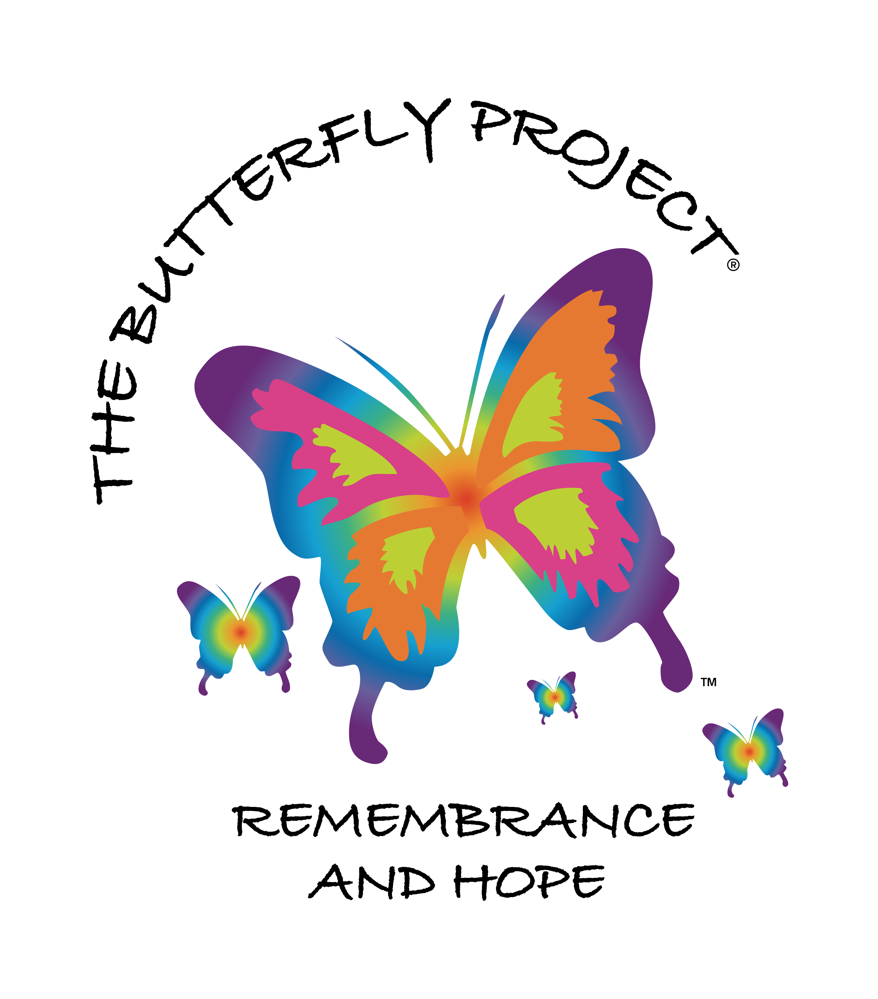 THE BUTTERFLY PROJECT®
TM
REMEMBRANCE
AND HOPE